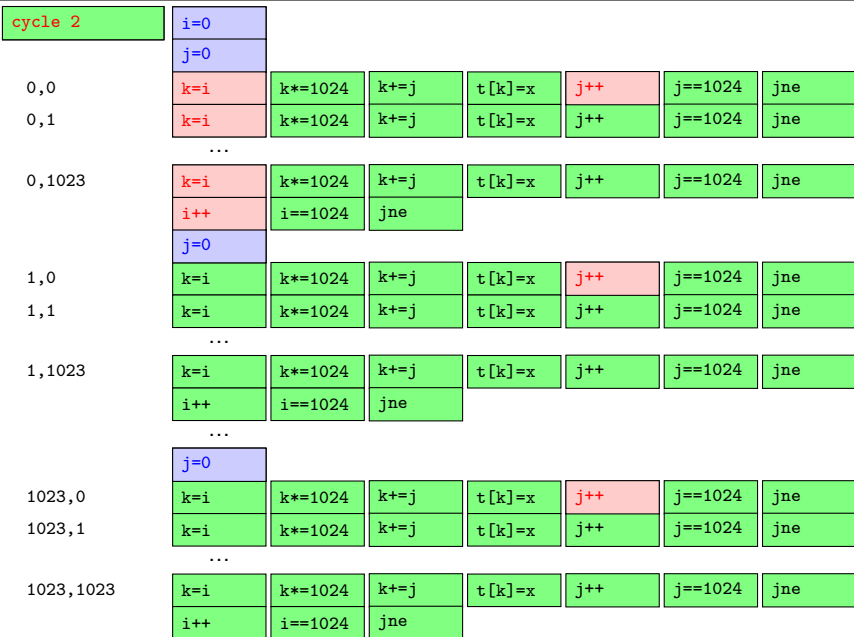 cycle 2 i=0
j=0
0,0 k=i k*=1024 k+=j t[k]=x j++ j==1024 jne
0,1 k=i k*=1024 k+=j t[k]=x j++ j==1024 jne
...
0,1023 k=i k*=1024 k+=j t[k]=x j++ j==1024 jne
i++ i==1024 jne
j=0
1,0 k=i k*=1024 k+=j t[k]=x j++ j==1024 jne
1,1 k=i k*=1024 k+=j t[k]=x j++ j==1024 jne
...
1,1023 k=i k*=1024 k+=j t[k]=x j++ j==1024 jne
i++ i==1024 jne
...
j=0
1023,0 k=i k*=1024 k+=j t[k]=x j++ j==1024 jne
1023,1 k=i k*=1024 k+=j t[k]=x j++ j==1024 jne
...
1023,1023 k=i k*=1024 k+=j t[k]=x j++ j==1024 jne
i++ i==1024 jne